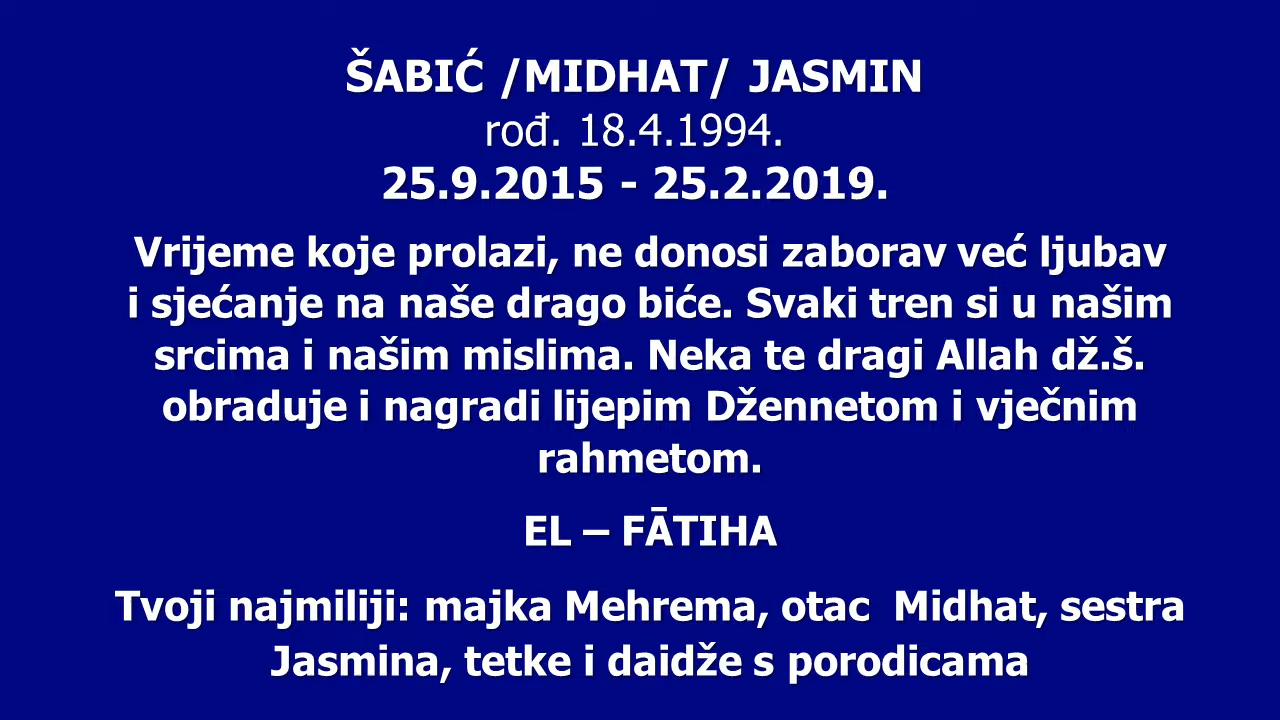 ŠABIĆ /MIDHAT/ JASMIN
rođ. 18.4.1994.
25.9.2015 - 25.2.2019.
Vrijeme koje prolazi, ne donosi zaborav već ljubav
i sjećanje na naše drago biće. Svaki tren si u našim
srcima i našim mislima. Neka te dragi Allah dž.š.
obraduje i nagradi lijepim Džennetom i vječnim
rahmetom.
EL – FĀTIHA
Tvoji najmiliji: majka Mehrema, otac  Midhat, sestra
Jasmina, tetke i daidže s porodicama